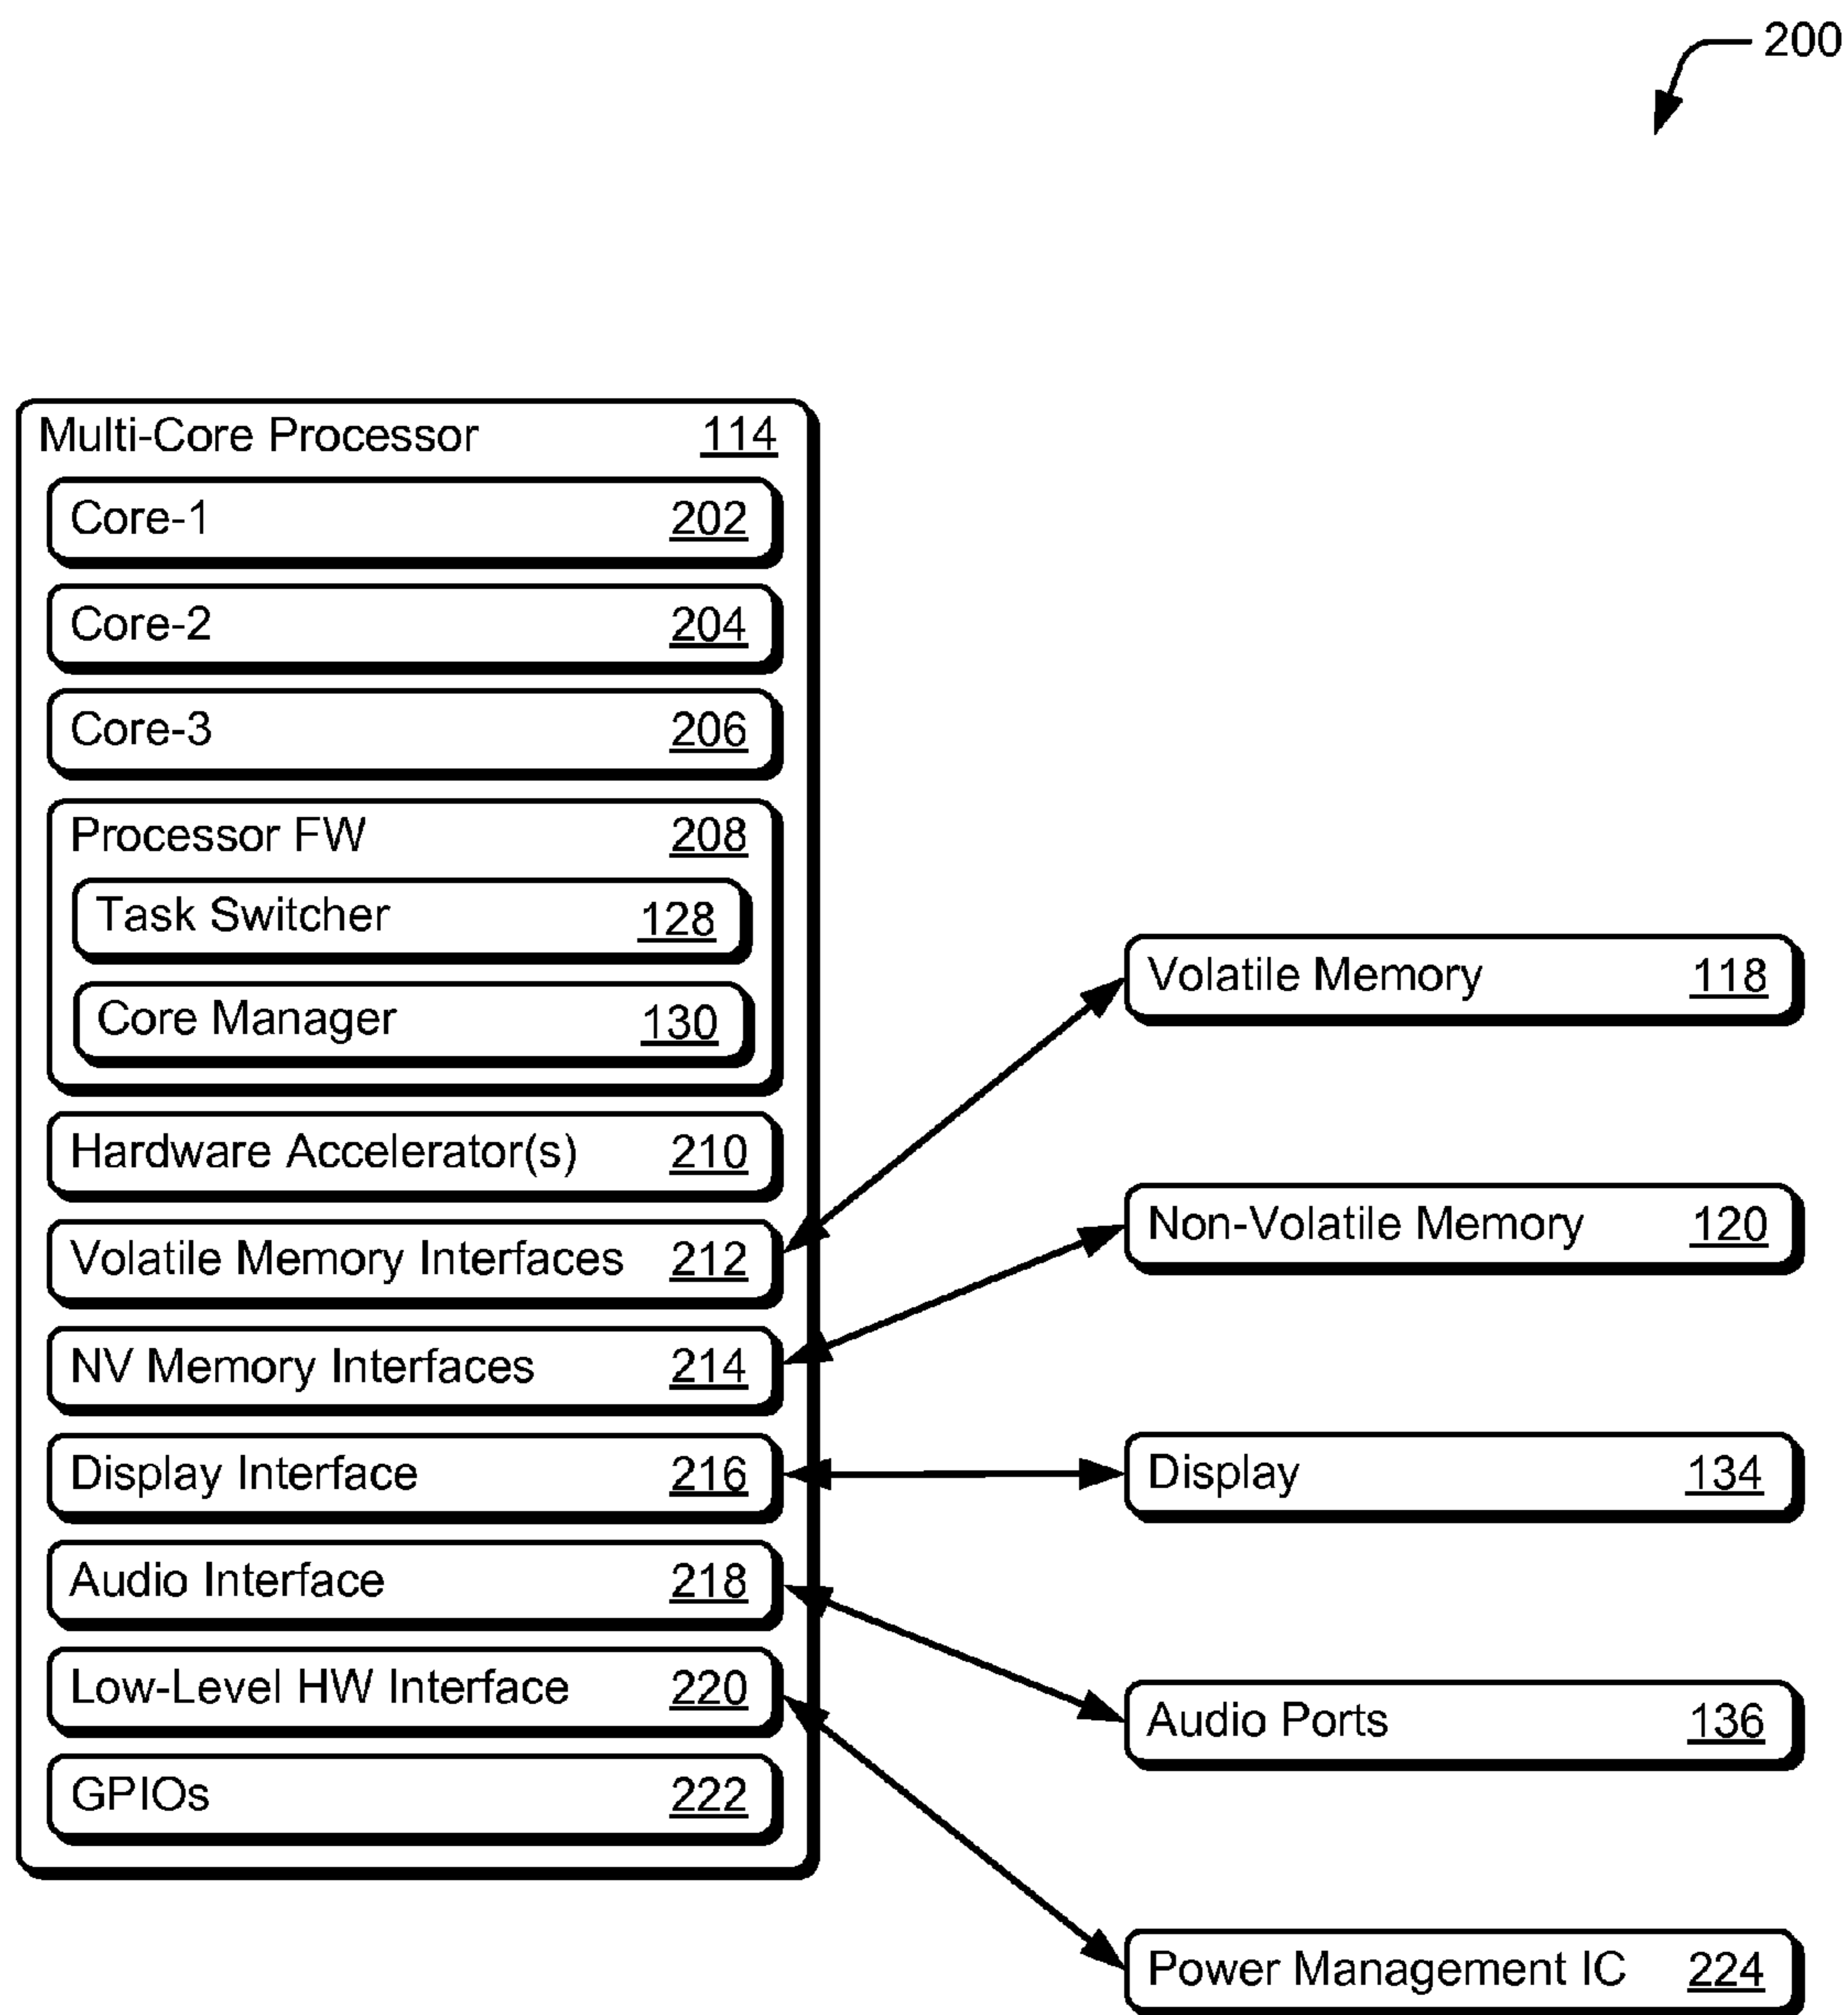 200
Multi-Core Processor 114
Core-1 202
Core-2 204
Core-3 206
Processor FW 208
Task Switcher 128
Core Manager 130
Hardware Accelerator(s) 210
Volatile Memory Interfaces 212
NV Memory Interfaces 214
Display Interface 216
Audio Interface 218
Low-Level HW Interface 220
GPIOs 222
Volatile Memory 118
Non-Volatile Memory 120
Display 134
Audio Ports 136
Power Management IC 224